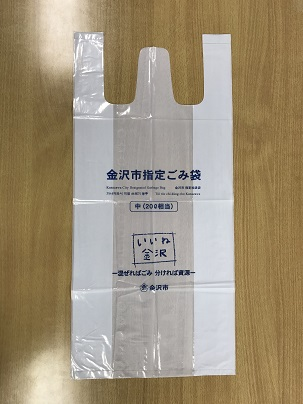 金沢市指定ごみ袋
Kanazawa City Designated Garbage Bag
中(20ℓ相当)
いいね
金沢
ー混ぜればごみ 分ければ資源ー
金沢市